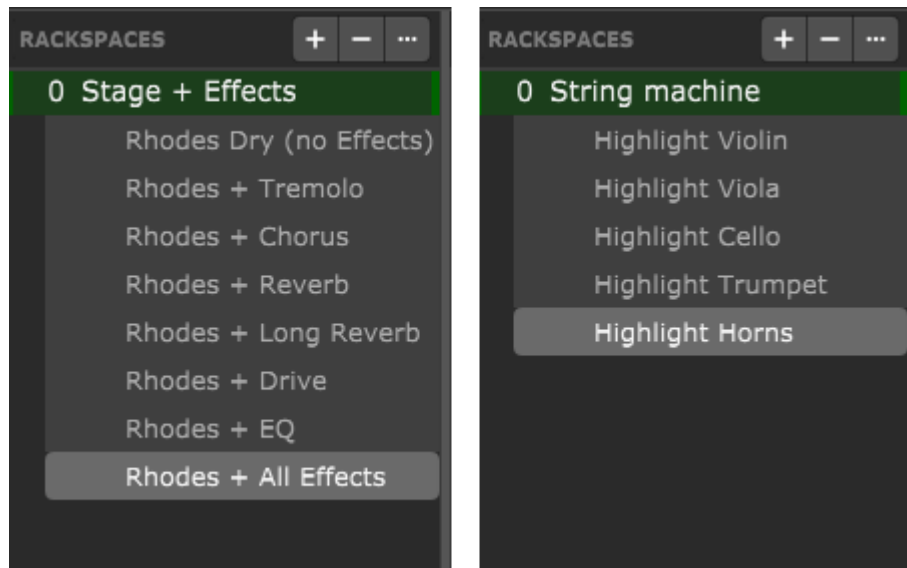 RACKSPACES + − ...
0 Stage + Effects
Rhodes Dry (no Effects)
Rhodes + Tremolo
Rhodes + Chorus
Rhodes + Reverb
Rhodes + Long Reverb
Rhodes + Drive
Rhodes + EQ
Rhodes + All Effects
RACKSPACES + − ...
0 String machine
Highlight Violin
Highlight Viola
Highlight Cello
Highlight Trumpet
Highlight Horns